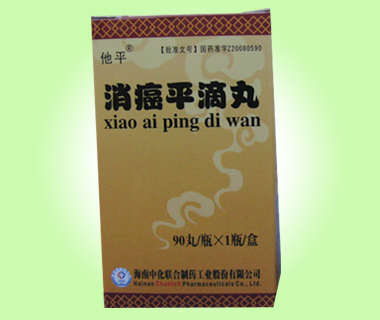 他平®
【批准文号】国药准字Z20080590
消癌平滴丸
xiao ai ping di wan
90丸/瓶×1瓶/盒
海南中化联合制药工业股份有限公司
Hainan Chuntch Pharmaceuticals Co., Ltd.